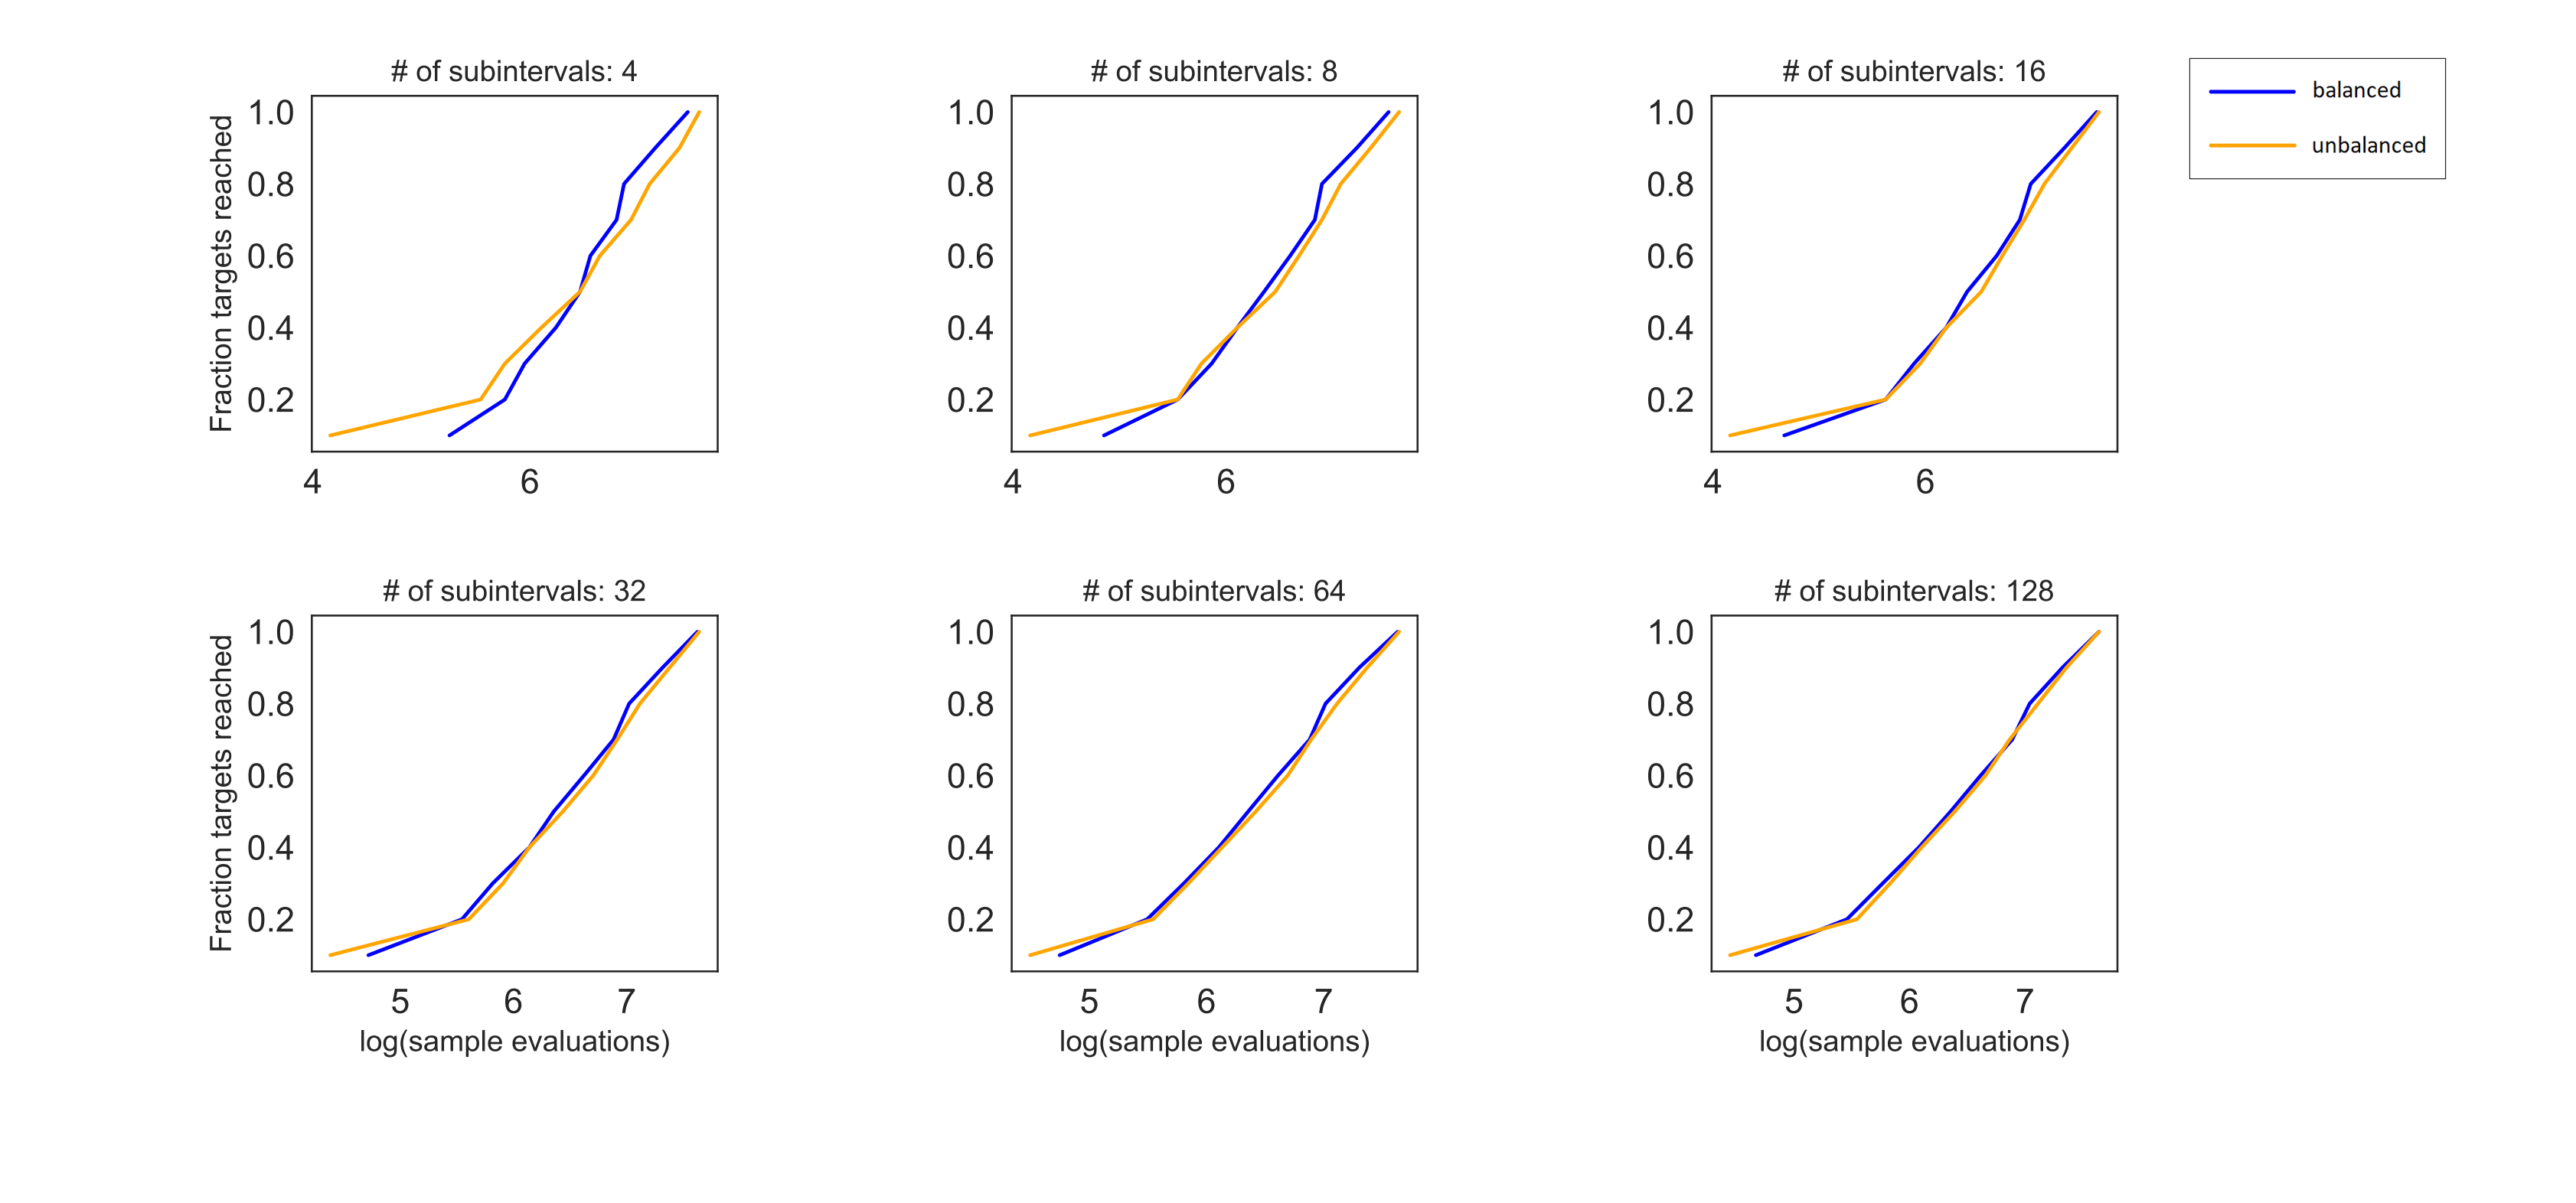 # of subintervals: 4
# of subintervals: 8
# of subintervals: 16
balanced
unbalanced
Fraction targets reached
1.0
0.8
0.6
0.4
0.2
4 6
1.0
0.8
0.6
0.4
0.2
4 6
1.0
0.8
0.6
0.4
0.2
4 6
# of subintervals: 32
# of subintervals: 64
# of subintervals: 128
Fraction targets reached
1.0
0.8
0.6
0.4
0.2
5 6 7
log(sample evaluations)
1.0
0.8
0.6
0.4
0.2
5 6 7
log(sample evaluations)
1.0
0.8
0.6
0.4
0.2
5 6 7
log(sample evaluations)